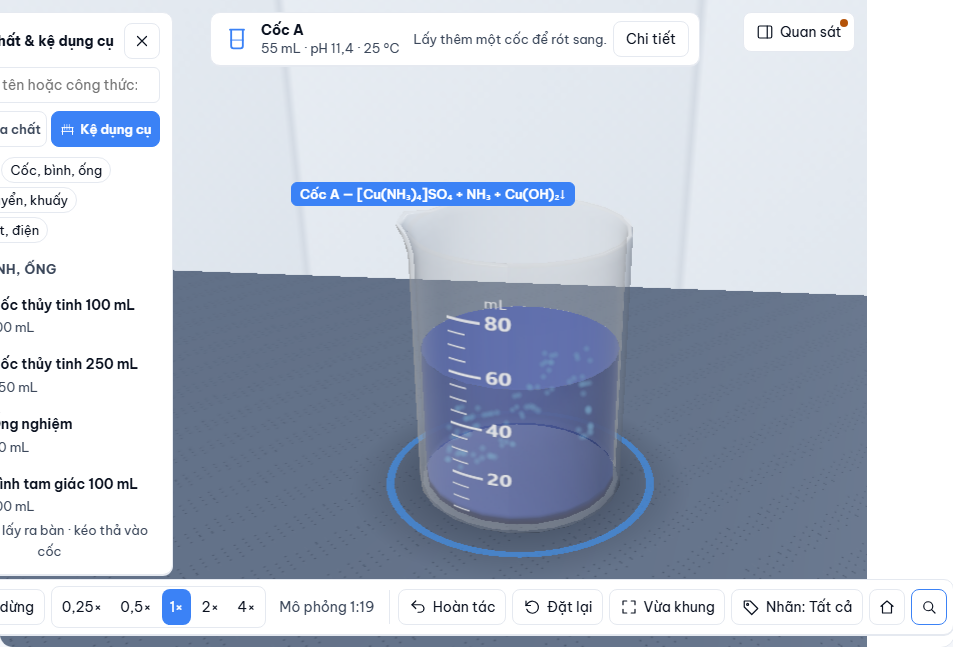 hất & kệ dụng cụ
tên hoặc công thức:
a chất
Kệ dụng cụ
Cốc, bình, ống
yển, khuấy
t, điện
NH, ỐNG
ốc thủy tinh 100 mL
00 mL
ốc thủy tinh 250 mL
50 mL
ng nghiệm
0 mL
ình tam giác 100 mL
00 mL
lấy ra bàn · kéo thả vào
cốc
Cốc A
55 mL · pH 11,4 · 25 °C
Lấy thêm một cốc để rót sang.
Chi tiết
Quan sát
Cốc A — [Cu(NH₃)₄]SO₄ + NH₃ + Cu(OH)₂↓
mL
80
60
40
20
dừng
0,25×
0,5×
1×
2×
4×
Mô phỏng 1:19
Hoàn tác
Đặt lại
Vừa khung
Nhãn: Tất cả